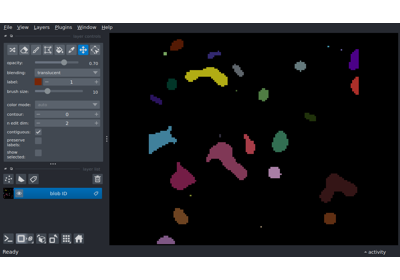 File View Layers Plugins Window Help
opacity: 0.70
blending: translucent
label: 1
brush size: 10
color mode:
contour: 0
n edit dim: 2
contiguous:
preserve labels:
show selected:
blob ID
Ready
activity